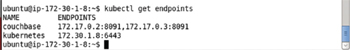 ubuntu@ip-172-30-1-8:~$ kubectl get endpoints
NAME ENDPOINTS
couchbase 172.17.0.2:8091,172.17.0.3:8091
kubernetes 172.30.1.8:6443
ubuntu@ip-172-30-1-8:~$